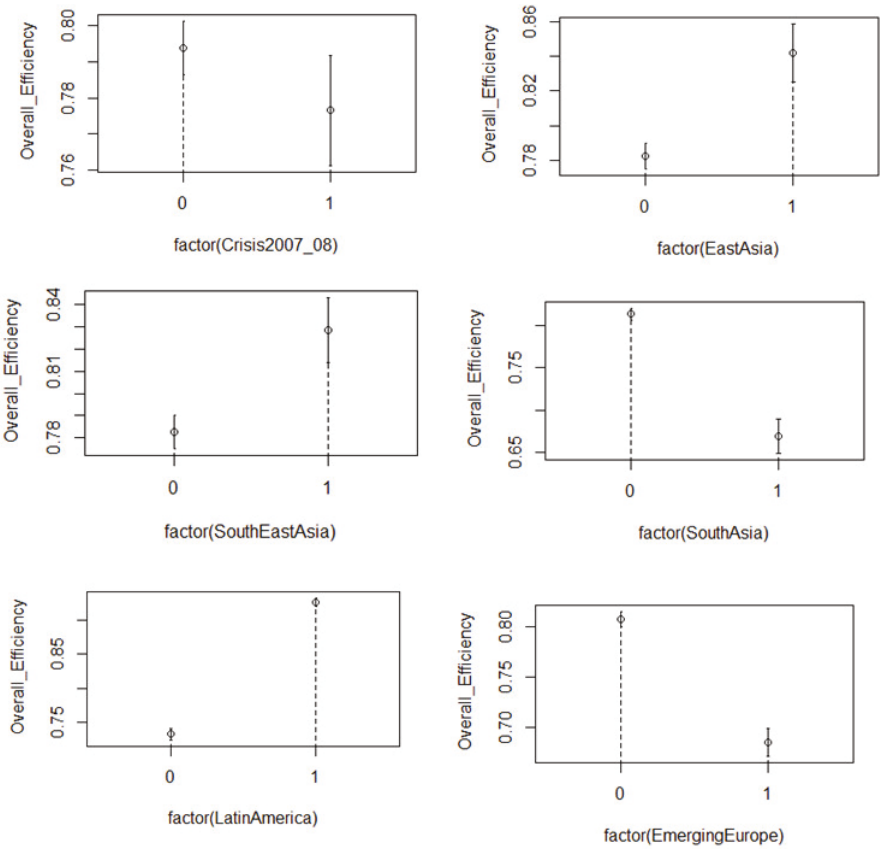 Overall_Efficiency
0.80
0.78
0.76
0 1
factor(Crisis2007_08)
Overall_Efficiency
0.86
0.82
0.78
0 1
factor(EastAsia)
Overall_Efficiency
0.84
0.81
0.78
0 1
factor(SouthEastAsia)
Overall_Efficiency
0.75
0.65
0 1
factor(SouthAsia)
Overall_Efficiency
0.85
0.75
0 1
factor(LatinAmerica)
Overall_Efficiency
0.80
0.75
0.70
0 1
factor(EmergingEurope)